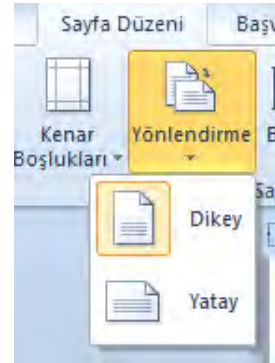 Sayfa Düzeni
Kenar
Boşlukları
Yönlendirme
Dikey
Yatay